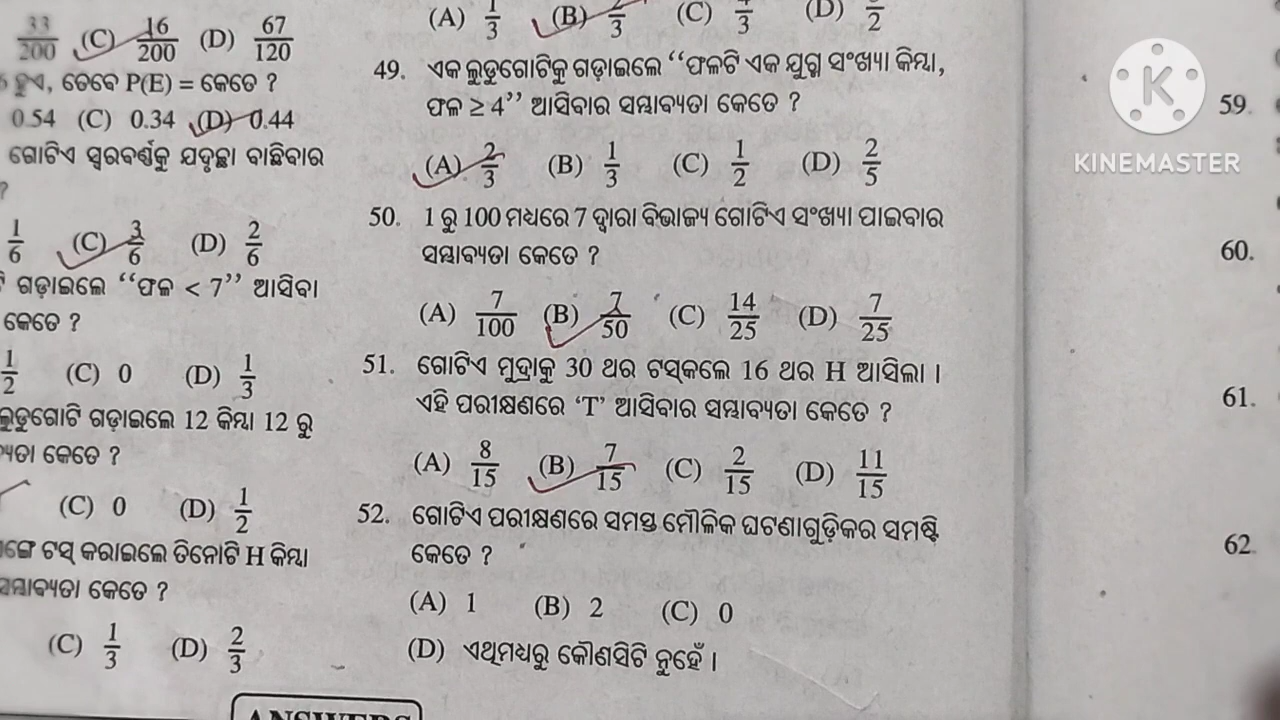 33/200 (C) 16/200 (D) 67/120
ହୁଏ, ତେବେ P(E) = କେତେ ?
0.54 (C) 0.34 (D) 0.44
ଗୋଟିଏ ସ୍ୱରବର୍ଣ୍ଣକୁ ଯଦୃଚ୍ଛା ବାଛିବାର
?
1/6 (C) 3/6 (D) 2/6
ଗଡ଼ାଇଲେ “ଫଳ < 7” ଆସିବା
କେତେ ?
1/2 (C) 0 (D) 1/3
ଲୁଡୁଗୋଟି ଗଡ଼ାଇଲେ 12 କିମ୍ବା 12 ରୁ
କେତେ ?
(C) 0 (D) 1/2
ଟସ୍ କରାଇଲେ ତିନୋଟି H କିମ୍ବା
ସମ୍ଭାବ୍ୟତା କେତେ ?
(C) 1/3 (D) 2/3
ANSWERS
(A) 1/3 (B) 2/3 (C) 4/3 (D)
49. ଏକ ଲୁଡୁଗୋଟିକୁ ଗଡ଼ାଇଲେ “ଫଳଟି ଏକ ଯୁଗ୍ମ ସଂଖ୍ୟା କିମ୍ବା,
ଫଳ ≥ 4” ଆସିବାର ସମ୍ଭାବ୍ୟତା କେତେ ?
(A) 2/3 (B) 1/3 (C) 1/2 (D) 2/5
50. 1 ରୁ 100 ମଧ୍ୟରେ 7 ଦ୍ୱାରା ବିଭାଜ୍ୟ ଗୋଟିଏ ସଂଖ୍ୟା ପାଇବାର
ସମ୍ଭାବ୍ୟତା କେତେ ?
(A) 7/100 (B) 7/50 (C) 14/25 (D) 7/25
51. ଗୋଟିଏ ମୁଦ୍ରାକୁ 30 ଥର ଟସ୍‌କଲେ 16 ଥର H ଆସିଲା ।
ଏହି ପରୀକ୍ଷଣରେ ‘T’ ଆସିବାର ସମ୍ଭାବ୍ୟତା କେତେ ?
(A) 8/15 (B) 7/15 (C) 2/15 (D) 11/15
52. ଗୋଟିଏ ପରୀକ୍ଷଣରେ ସମସ୍ତ ମୌଳିକ ଘଟଣାଗୁଡ଼ିକର ସମଷ୍ଟି
କେତେ ?
(A) 1 (B) 2 (C) 0
(D) ଏଥିମଧ୍ୟରୁ କୌଣସିଟି ନୁହେଁ ।
59.
60.
61.
62.
K
KINEMASTER